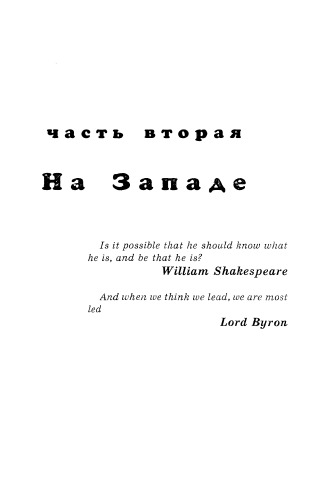 часть вторая
На Западе
Is it possible that he should know what
he is, and be that he is?
William Shakespeare
And when we think we lead, we are most
led
Lord Byron